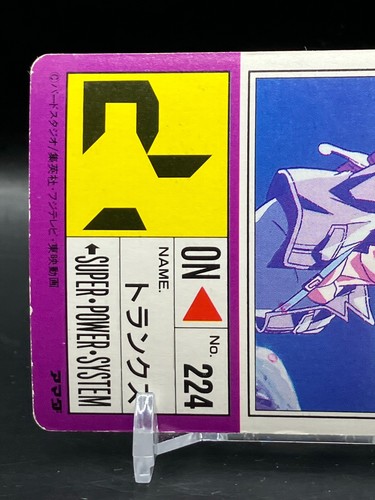 ON No. 224
NAME.
トランクス
SUPER・POWER・SYSTEM
©バードスタジオ/集英社・フジテレビ・東映動画
アマダ